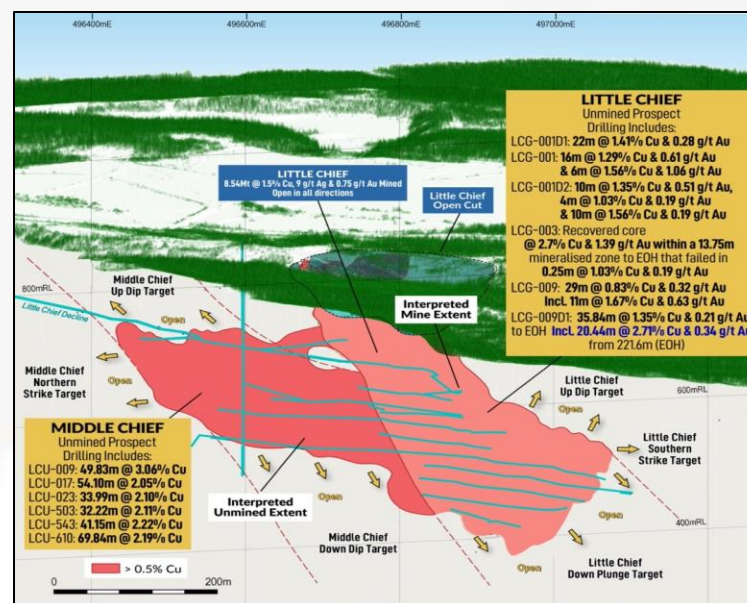 496400mE
496600mE
496800mE
497000mE
LITTLE CHIEF
Unmined Prospect
Drilling Includes:
LCG-001D1: 22m @ 1.41% Cu & 0.28 g/t Au
LCG-001: 16m @ 1.29% Cu & 0.61 g/t Au
& 6m @ 1.56% Cu & 1.06 g/t Au
LCG-001D2: 10m @ 1.35% Cu & 0.51 g/t Au,
4m @ 1.03% Cu & 0.19 g/t Au
& 10m @ 1.56% Cu & 0.19 g/t Au
LCG-003: Recovered core
@ 2.7% Cu & 1.39 g/t Au within a 13.75m
mineralised zone to EOH that failed in
0.25m @ 1.03% Cu & 0.19 g/t Au
LCG-009: 29m @ 0.83% Cu & 0.32 g/t Au
Incl. 11m @ 1.67% Cu & 0.63 g/t Au
LCG-009D1: 35.84m @ 1.35% Cu & 0.21 g/t Au
to EOH Incl. 20.44m @ 2.71% Cu & 0.34 g/t Au
from 221.6m (EOH)
LITTLE CHIEF
8.54Mt @ 1.5% Cu, 9 g/t Ag & 0.75 g/t Au Mined
Open in all directions
Little Chief
Open Cut
Middle Chief
Up Dip Target
800mRL
Little Chief Decline
Open
Open
Interpreted
Mine Extent
Middle Chief
Northern
Strike Target
Open
Little Chief
Up Dip Target
600mRL
Open
Little Chief
Southern
Strike Target
MIDDLE CHIEF
Unmined Prospect
Drilling Includes:
LCU-009: 49.83m @ 3.06% Cu
LCU-017: 54.10m @ 2.05% Cu
LCU-023: 33.99m @ 2.10% Cu
LCU-503: 32.22m @ 2.11% Cu
LCU-543: 41.15m @ 2.22% Cu
LCU-610: 69.84m @ 2.19% Cu
Open
Open
Interpreted
Unmined Extent
Open
Middle Chief
Down Dip Target
400mRL
Open
Little Chief
Down Plunge Target
> 0.5% Cu
0
200m